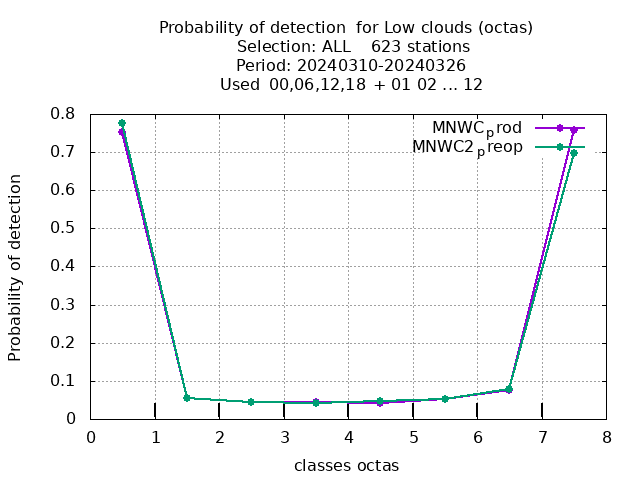 Probability of detection  for Low clouds (octas)
Selection: ALL    623 stations
Period: 20240310-20240326
Used  00,06,12,18  + 01 02 ... 12
MNWCprod
MNWC2preop
Probability of detection
0.8
0.7
0.6
0.5
0.4
0.3
0.2
0.1
0
0 1 2 3 4 5 6 7 8
classes octas